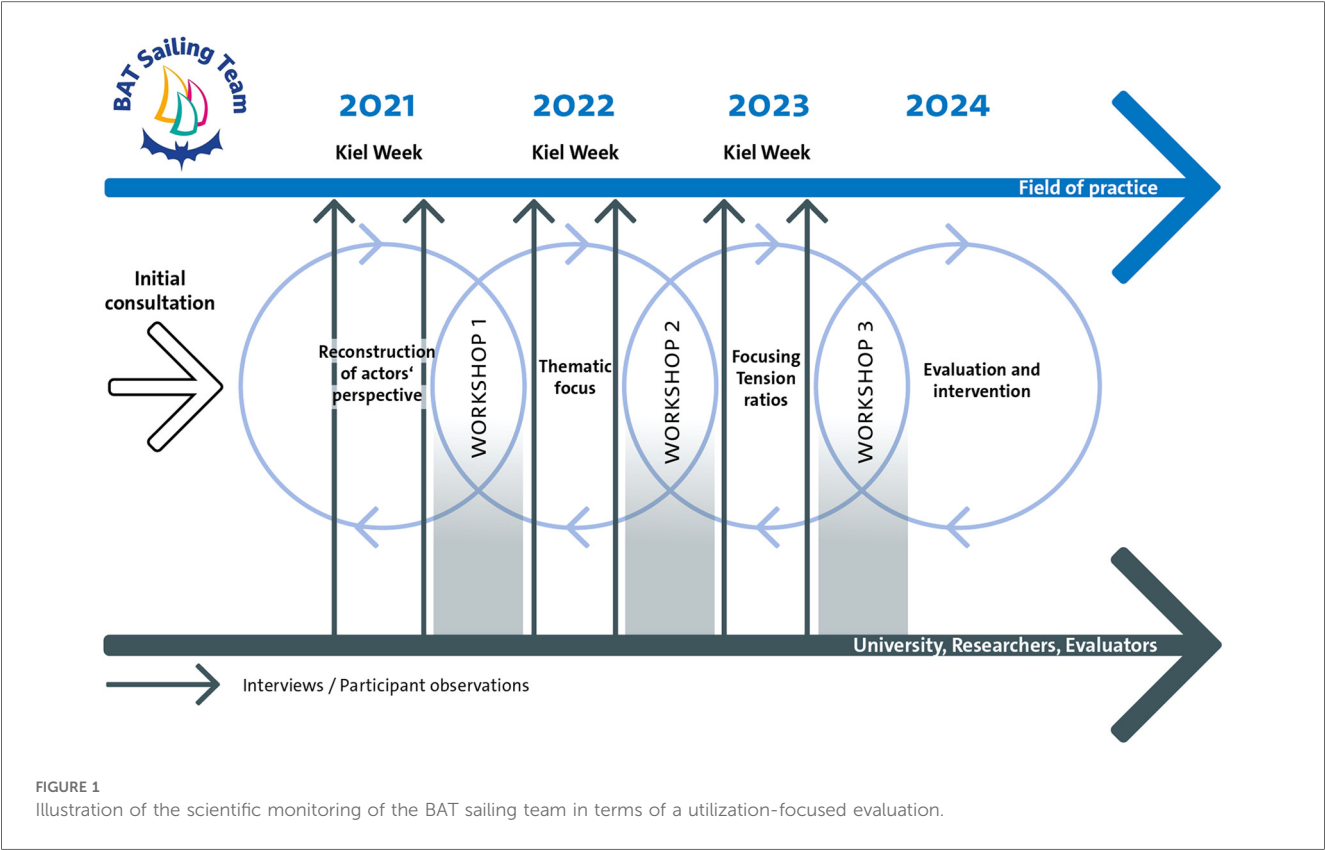 BAT Sailing Team
2021
2022
2023
2024
Kiel Week
Kiel Week
Kiel Week
Field of practice
Initial
consultation
Reconstruction
of actors‘
perspective
WORKSHOP 1
Thematic
focus
WORKSHOP 2
Focusing
Tension
ratios
WORKSHOP 3
Evaluation and
intervention
University, Researchers, Evaluators
Interviews / Participant observations
FIGURE 1
Illustration of the scientific monitoring of the BAT sailing team in terms of a utilization-focused evaluation.